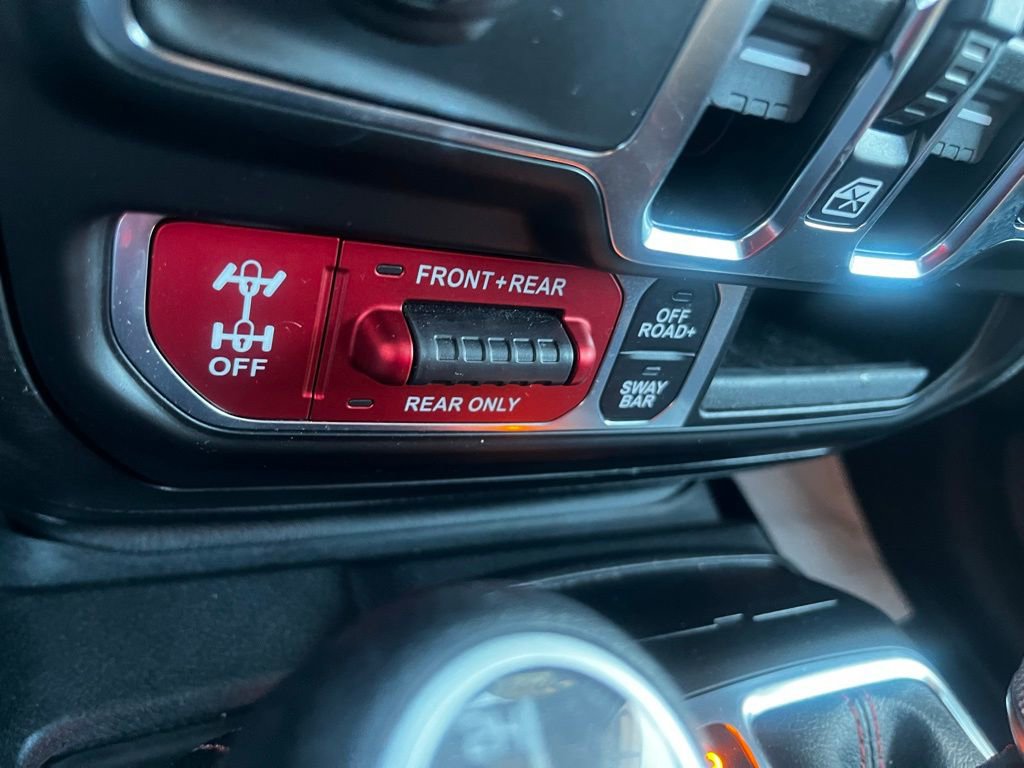 OFF
FRONT+REAR
REAR ONLY
OFF
ROAD+
SWAY
BAR